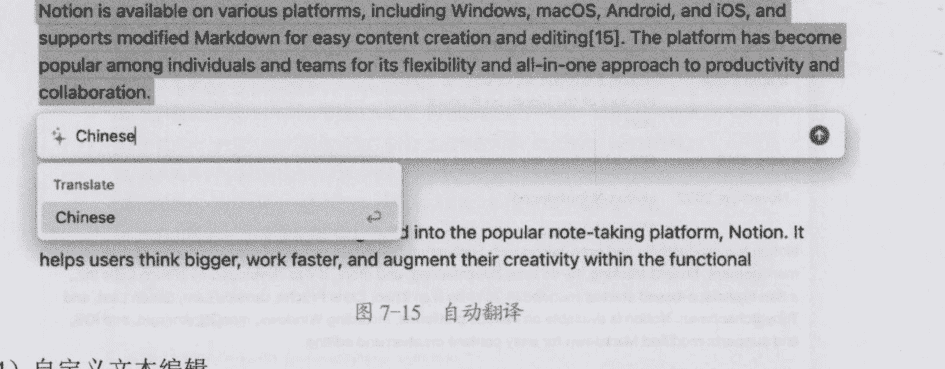 Notion is available on various platforms, including Windows, macOS, Android, and iOS, and
supports modified Markdown for easy content creation and editing[15]. The platform has become
popular among individuals and teams for its flexibility and all-in-one approach to productivity and
collaboration.
Chinese
Translate
Chinese
d into the popular note-taking platform, Notion. It
helps users think bigger, work faster, and augment their creativity within the functional
图 7-15 自动翻译
）自定义文本编辑